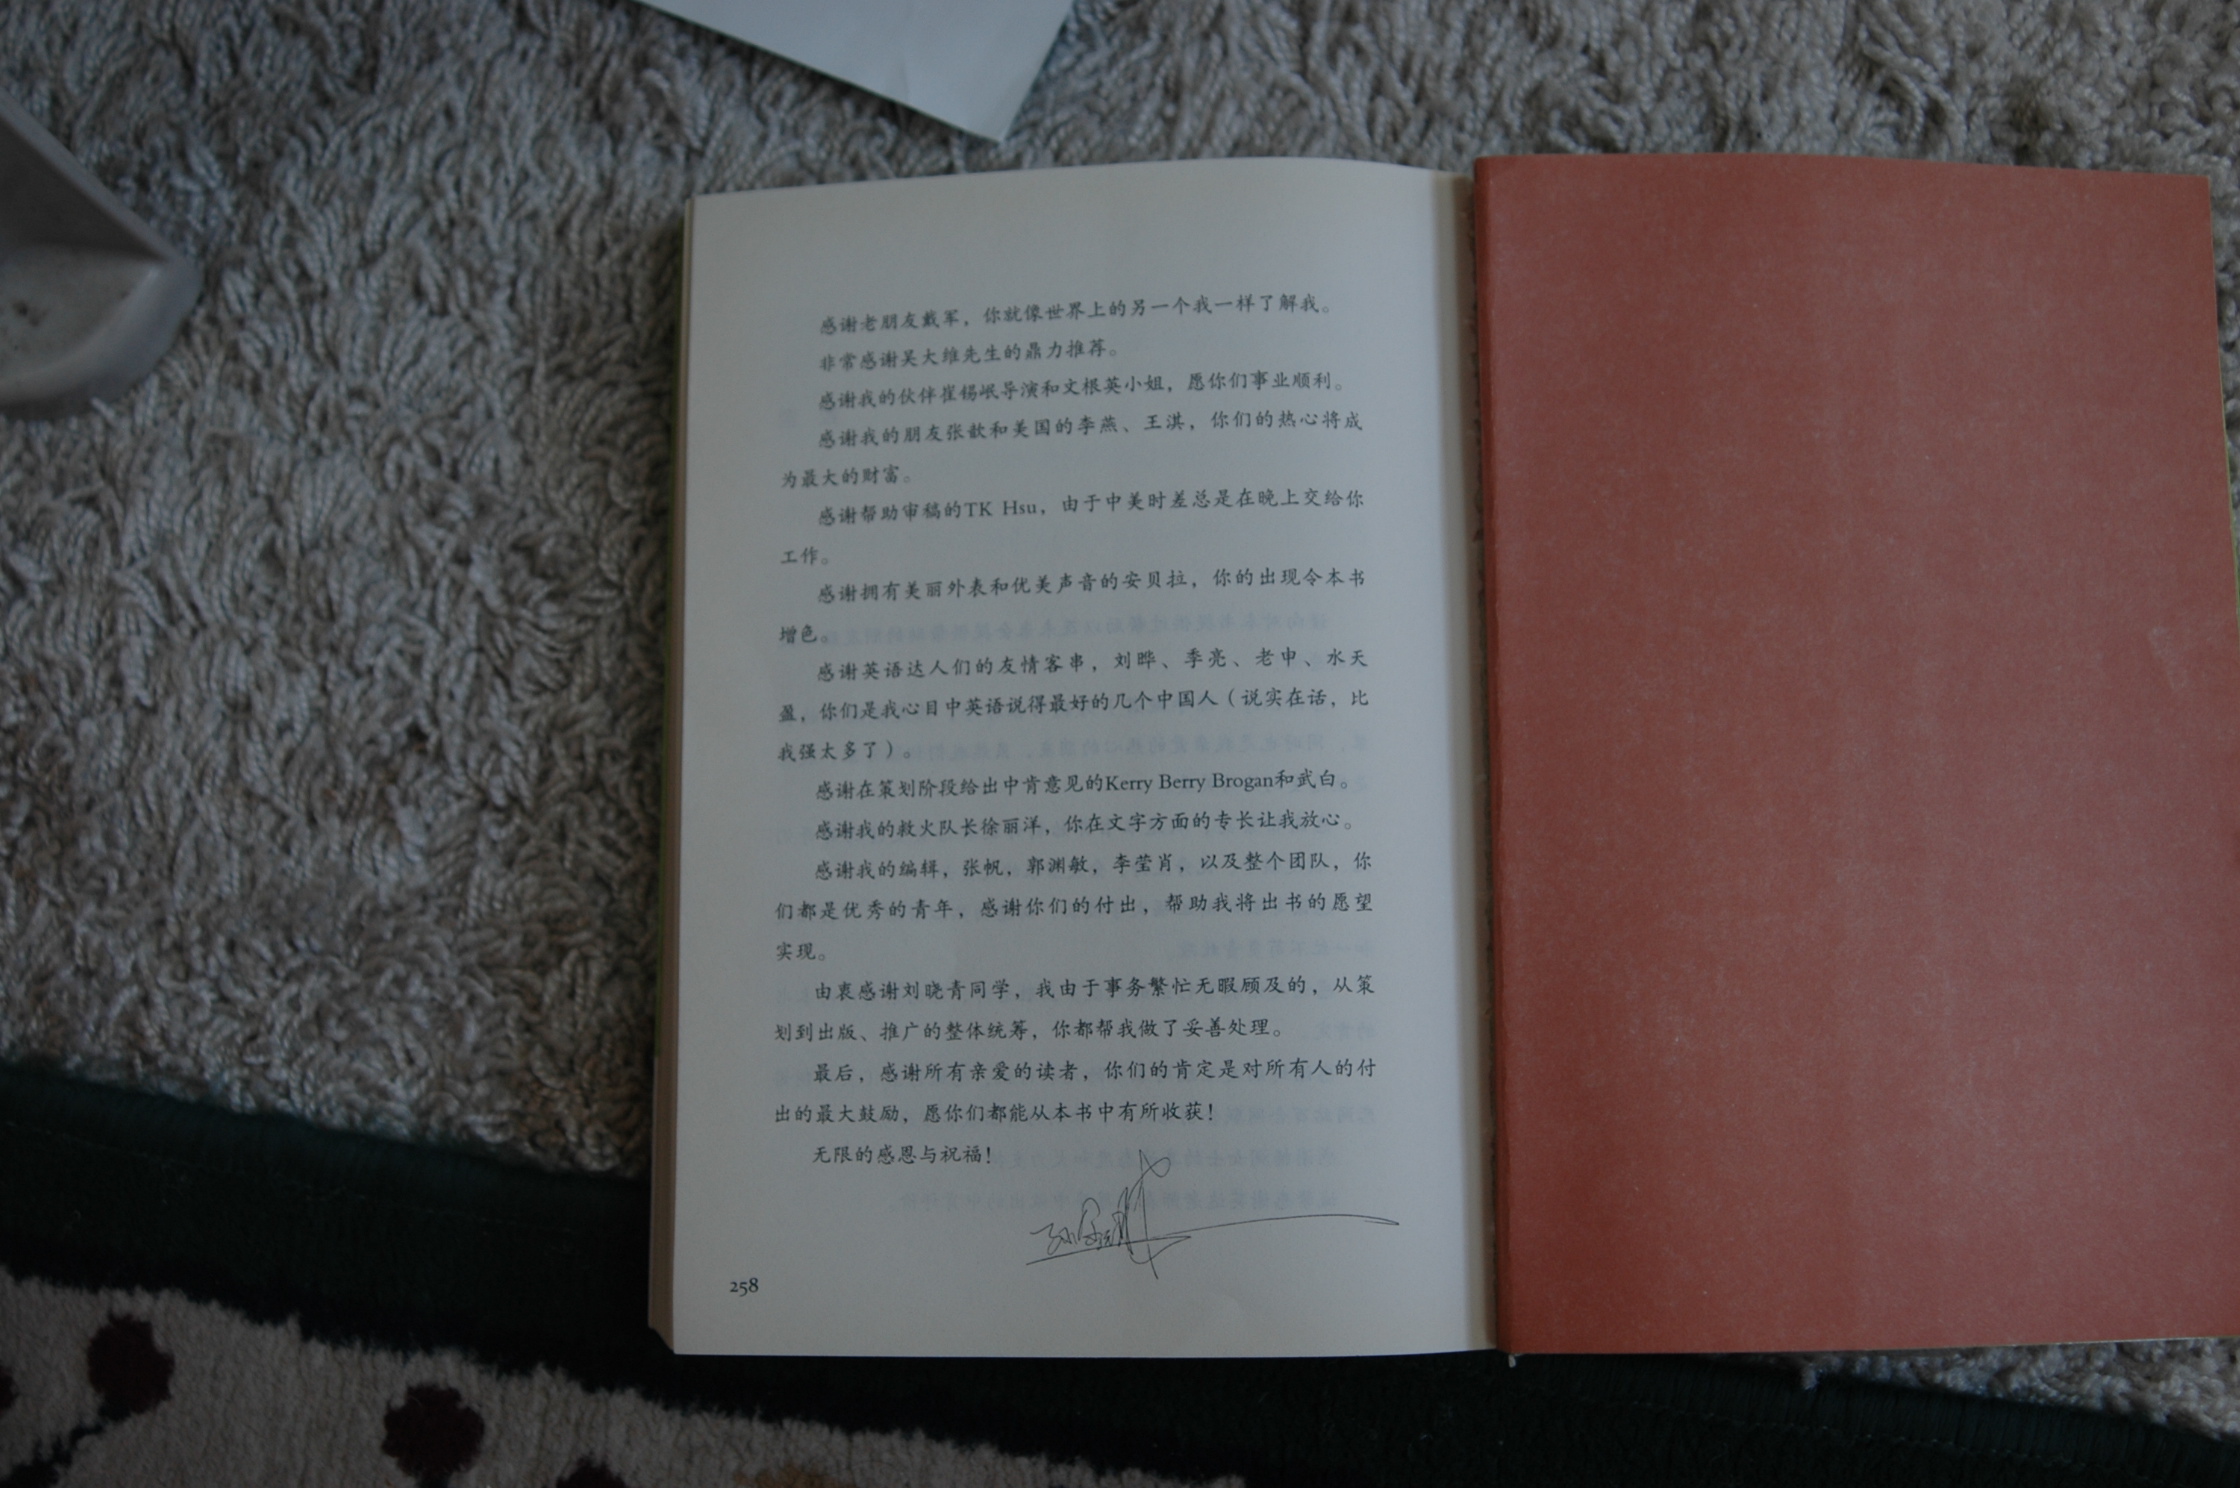 感谢老朋友戴军，你就像世界上的另一个我一样了解我。
非常感谢吴大维先生的鼎力推荐。
感谢我的伙伴崔锡珉导演和文根英小姐，愿你们事业顺利。
感谢我的朋友张歆和美国的李燕、王淇，你们的热心将成
为最大的财富。
感谢帮助审稿的TK Hsu，由于中美时差总是在晚上交给你
工作。
感谢拥有美丽外表和优美声音的安贝拉，你的出现令本书
增色。
感谢英语达人们的友情客串，刘晔、李亮、老申、水天
盈，你们是我心目中英语说得最好的几个中国人（说实在话，比
我强太多了）。
感谢在策划阶段给出中肯意见的Kerry Berry Brogan和武白。
感谢我的救火队长徐丽洋，你在文字方面的专长让我放心。
感谢我的编辑，张帆，郭渊敏，李莹肖，以及整个团队，你
们都是优秀的青年，感谢你们的付出，帮助我将出书的愿望
实现。
由衷感谢刘晓青同学，我由于事务繁忙无暇顾及的，从策
划到出版、推广的整体统筹，你都帮我做了妥善处理。
最后，感谢所有亲爱的读者，你们的肯定是对所有人的付
出的最大鼓励，愿你们都能从本书中有所收获！
无限的感恩与祝福！
258